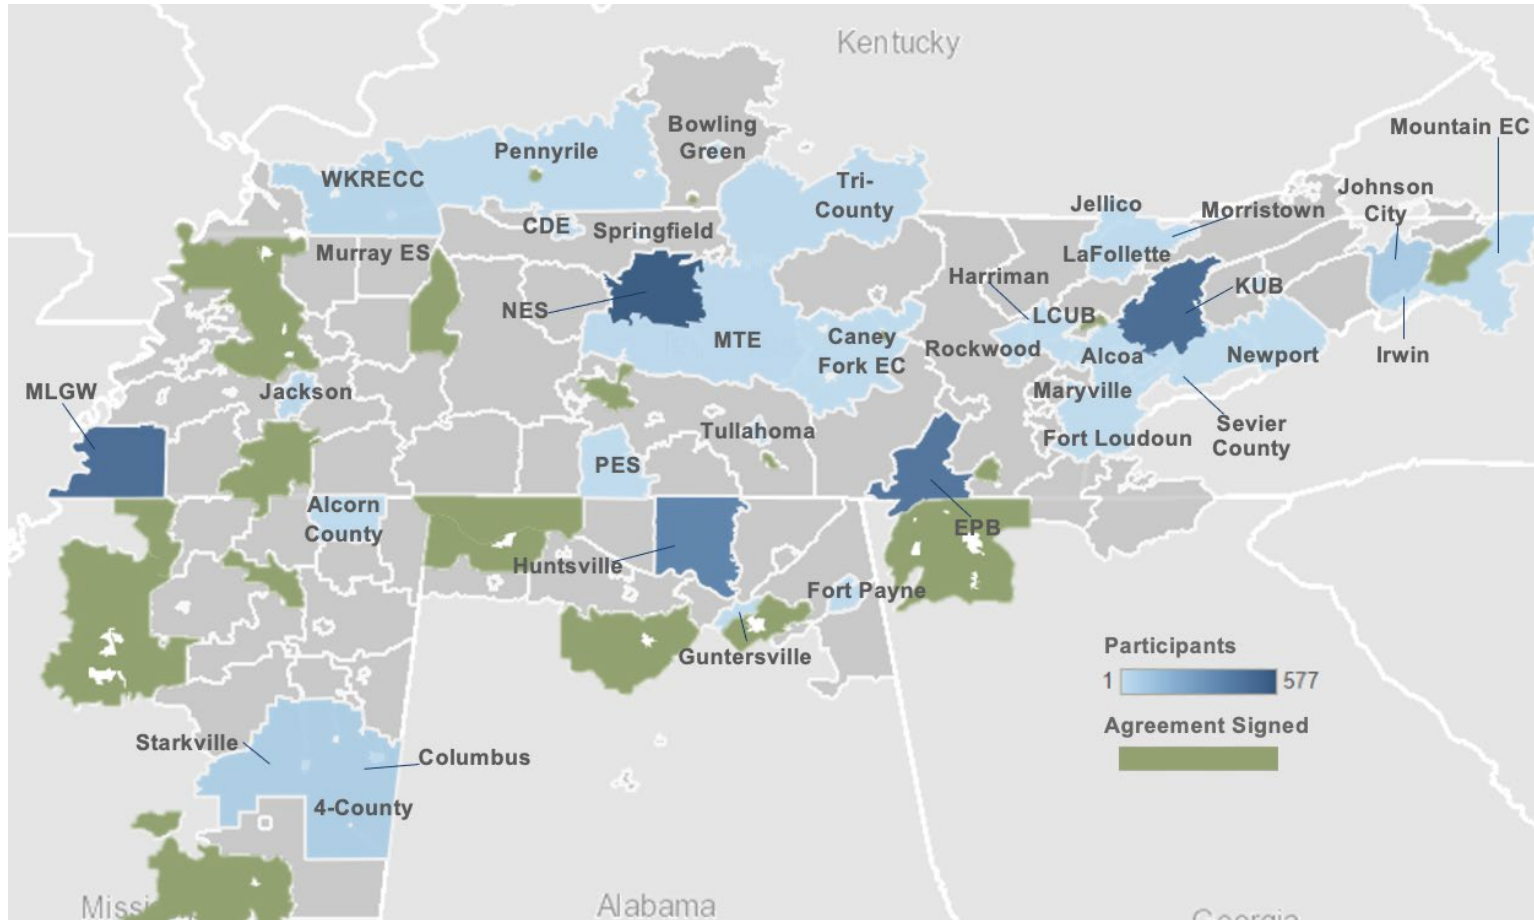 Kentucky
Bowling
Green
Mountain EC
Pennyrile
WKRECC
Tri-
County
Johnson
City
Jellico
Morristown
CDE
Springfield
Murray ES
LaFollette
Harriman
KUB
NES
LCUB
MTE
Caney
Fork EC
Rockwood
Alcoa
Newport
Irwin
MLGW
Jackson
Maryville
Tullahoma
Sevier
County
Fort Loudoun
PES
Alcorn
County
EPB
Huntsville
Fort Payne
Guntersville
Participants
1
577
Agreement Signed
Starkville
Columbus
4-County
Alabama